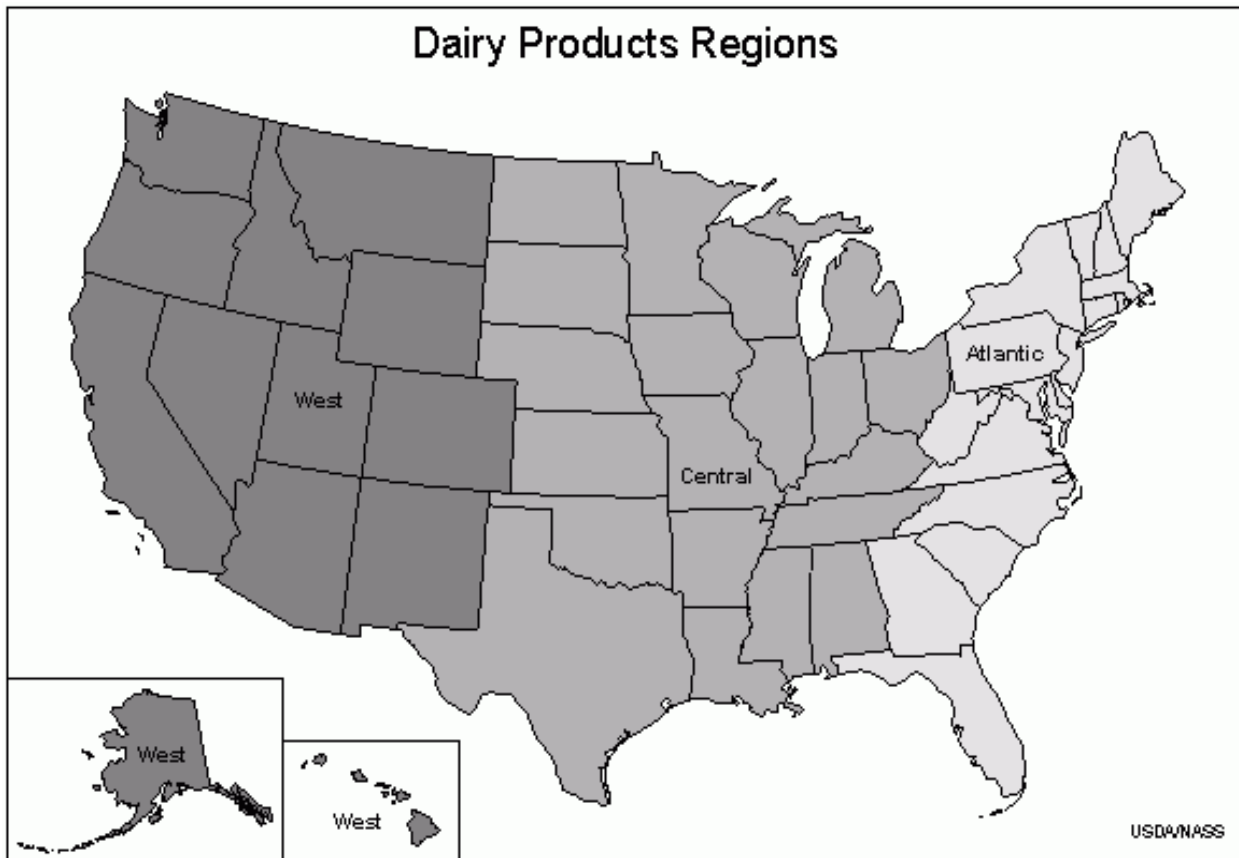 Dairy Products Regions
Atlantic
West
Central
West
West
USDA/NASS